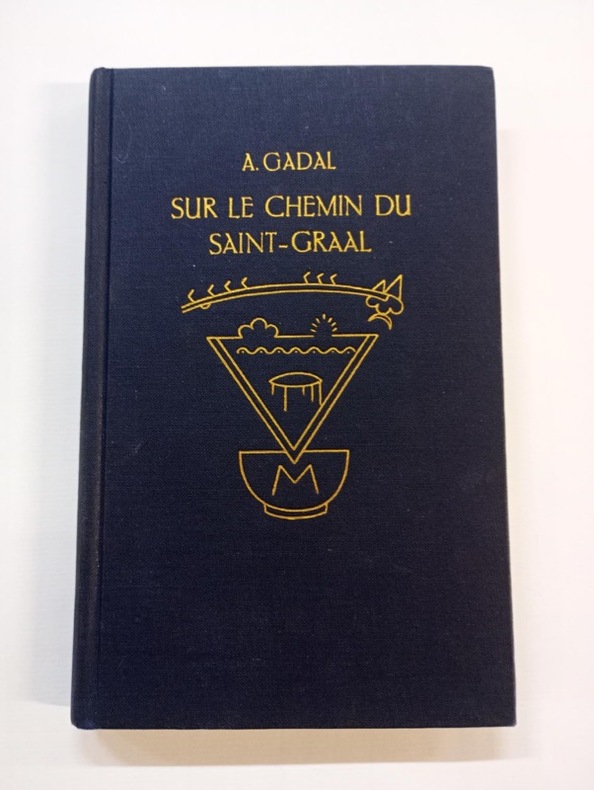 A. GADAL
SUR LE CHEMIN DU
SAINT-GRAAL
M